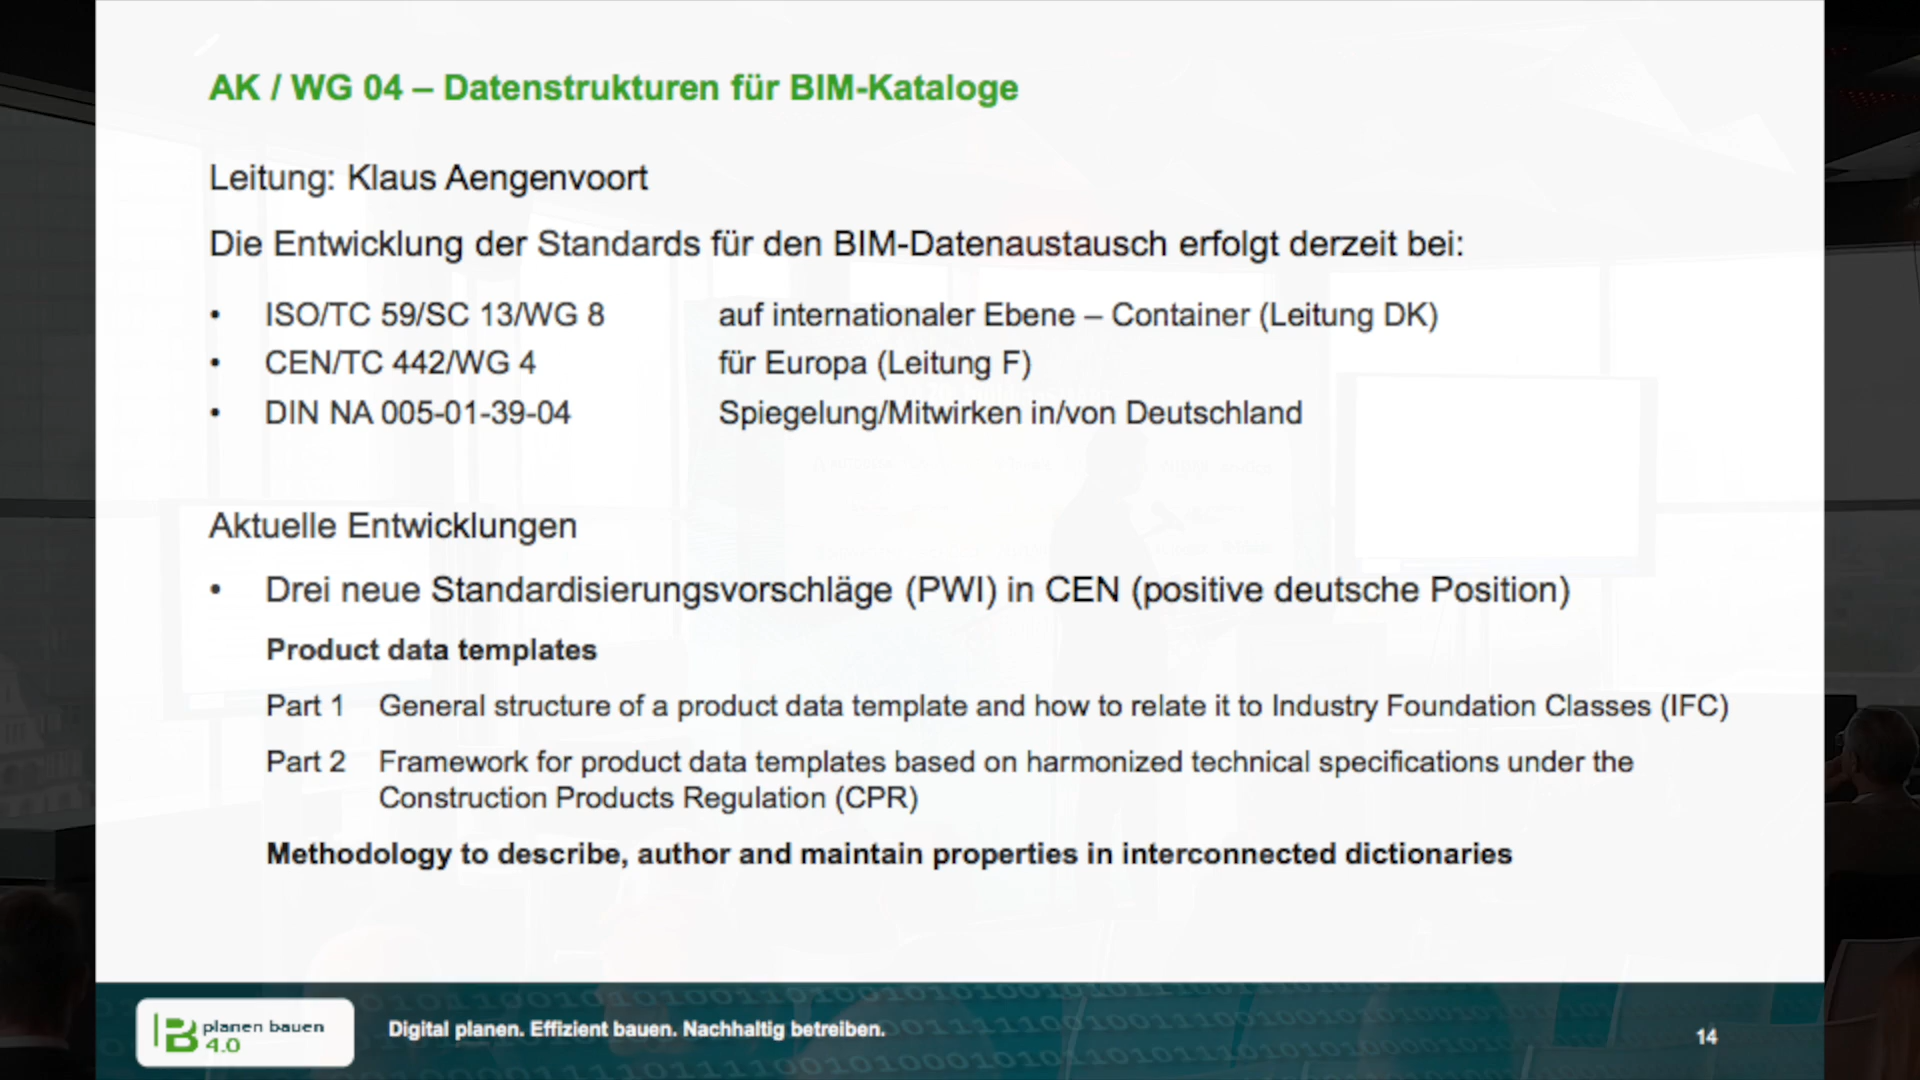 AK / WG 04 – Datenstrukturen für BIM-Kataloge
Leitung: Klaus Aengenvoort
Die Entwicklung der Standards für den BIM-Datenaustausch erfolgt derzeit bei:
• ISO/TC 59/SC 13/WG 8 auf internationaler Ebene – Container (Leitung DK)
• CEN/TC 442/WG 4 für Europa (Leitung F)
• DIN NA 005-01-39-04 Spiegelung/Mitwirken in/von Deutschland
Aktuelle Entwicklungen
• Drei neue Standardisierungsvorschläge (PWI) in CEN (positive deutsche Position)
Product data templates
Part 1 General structure of a product data template and how to relate it to Industry Foundation Classes (IFC)
Part 2 Framework for product data templates based on harmonized technical specifications under the
Construction Products Regulation (CPR)
Methodology to describe, author and maintain properties in interconnected dictionaries
planen bauen
4.0
Digital planen. Effizient bauen. Nachhaltig betreiben.
14